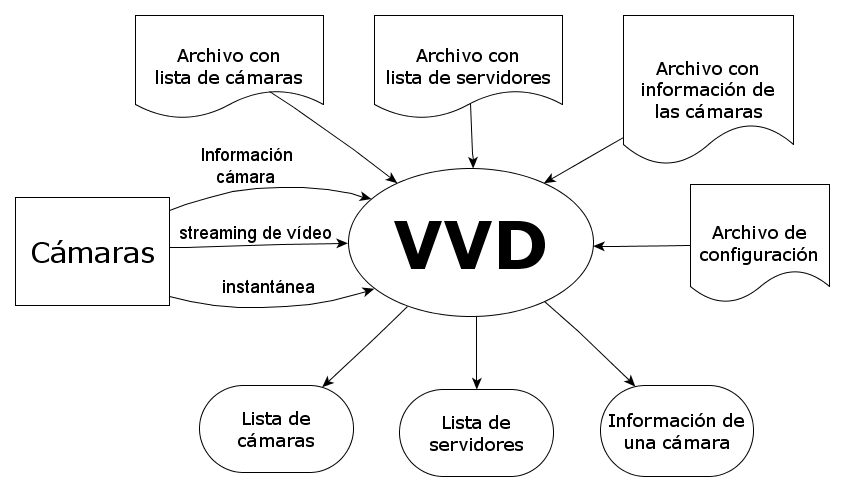 Archivo con
lista de cámaras
Archivo con
lista de servidores
Archivo con
información de
las cámaras
Información
cámara
streaming de vídeo
instantánea
Cámaras
VVD
Archivo de
configuración
Lista de
cámaras
Lista de
servidores
Información de
una cámara